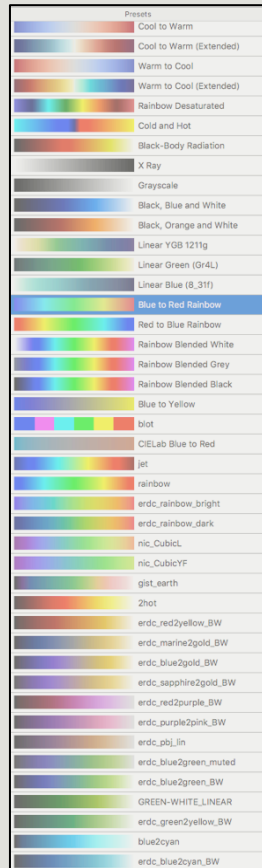 Presets
Cool to Warm
Cool to Warm (Extended)
Warm to Cool
Warm to Cool (Extended)
Rainbow Desaturated
Cold and Hot
Black-Body Radiation
X Ray
Grayscale
Black, Blue and White
Black, Orange and White
Linear YGB 1211g
Linear Green (Gr4L)
Linear Blue (8_31f)
Blue to Red Rainbow
Red to Blue Rainbow
Rainbow Blended White
Rainbow Blended Grey
Rainbow Blended Black
Blue to Yellow
blot
CIELab Blue to Red
jet
rainbow
erdc_rainbow_bright
erdc_rainbow_dark
nic_CubicL
nic_CubicYF
gist_earth
2hot
erdc_red2yellow_BW
erdc_marine2gold_BW
erdc_blue2gold_BW
erdc_sapphire2gold_BW
erdc_red2purple_BW
erdc_purple2pink_BW
erdc_pbj_lin
erdc_blue2green_muted
erdc_blue2green_BW
GREEN-WHITE_LINEAR
erdc_green2yellow_BW
blue2cyan
erdc_blue2cyan_BW